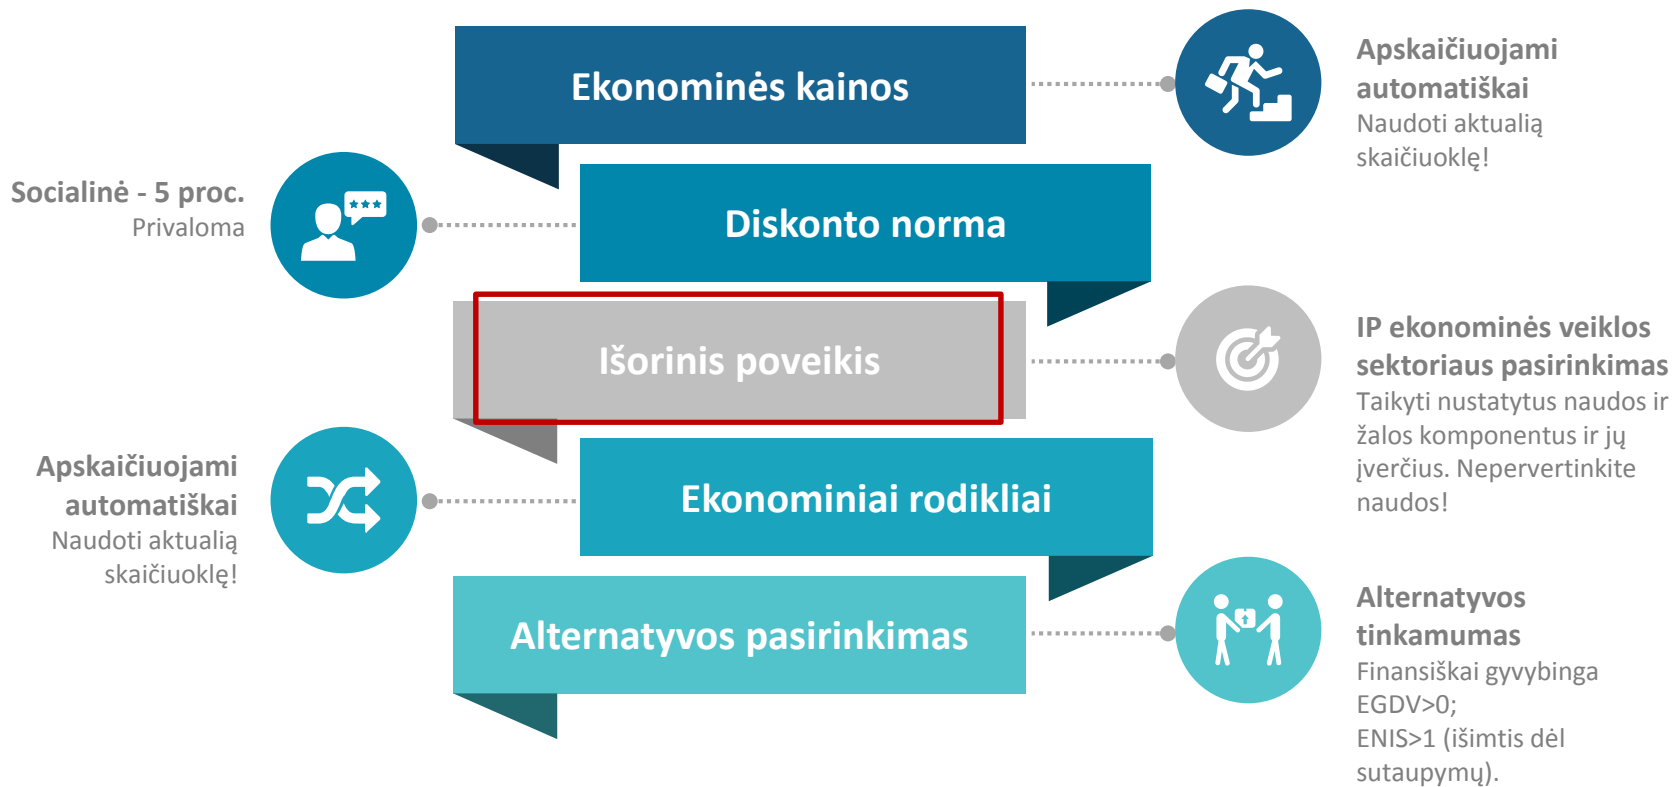 Ekonominės kainos
Apskaičiuojami
automatiškai
Naudoti aktualią
skaičiuoklę!
Socialinė - 5 proc.
Privaloma
Diskonto norma
Išorinis poveikis
IP ekonominės veiklos
sektoriaus pasirinkimas
Taikyti nustatytus naudos ir
žalos komponentus ir jų
įverčius. Nepervertinkite
naudos!
Apskaičiuojami
automatiškai
Naudoti aktualią
skaičiuoklę!
Ekonominiai rodikliai
Alternatyvos pasirinkimas
Alternatyvos
tinkamumas
Finansiškai gyvybinga
EGDV>0;
ENIS>1 (išimtis dėl
sutaupymų).